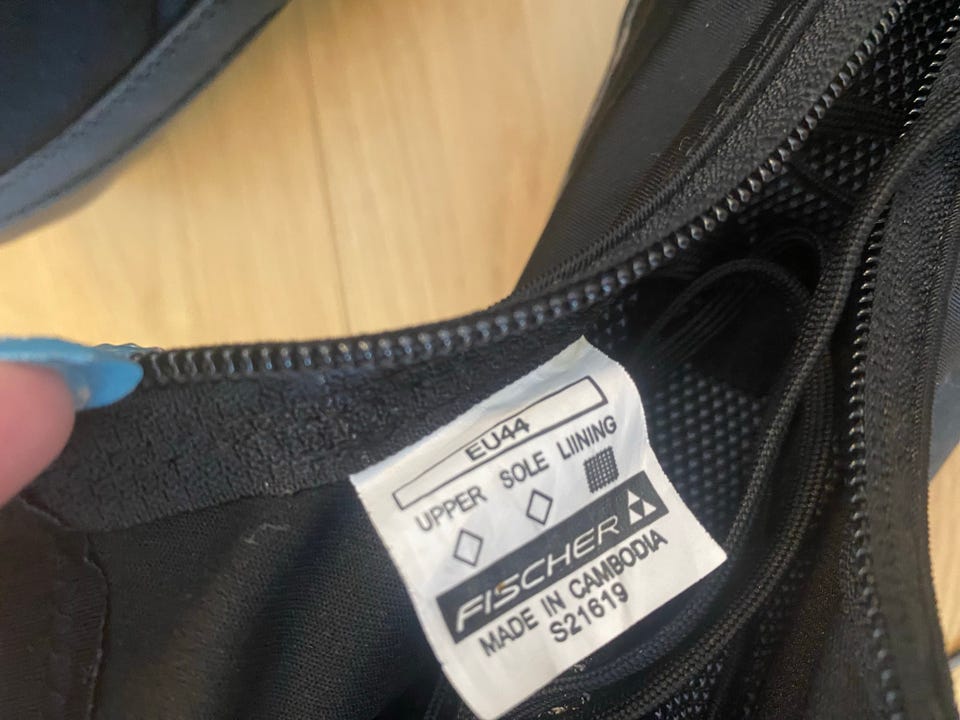 EU44
UPPER SOLE LIINING
FISCHER
MADE IN CAMBODIA
S21619